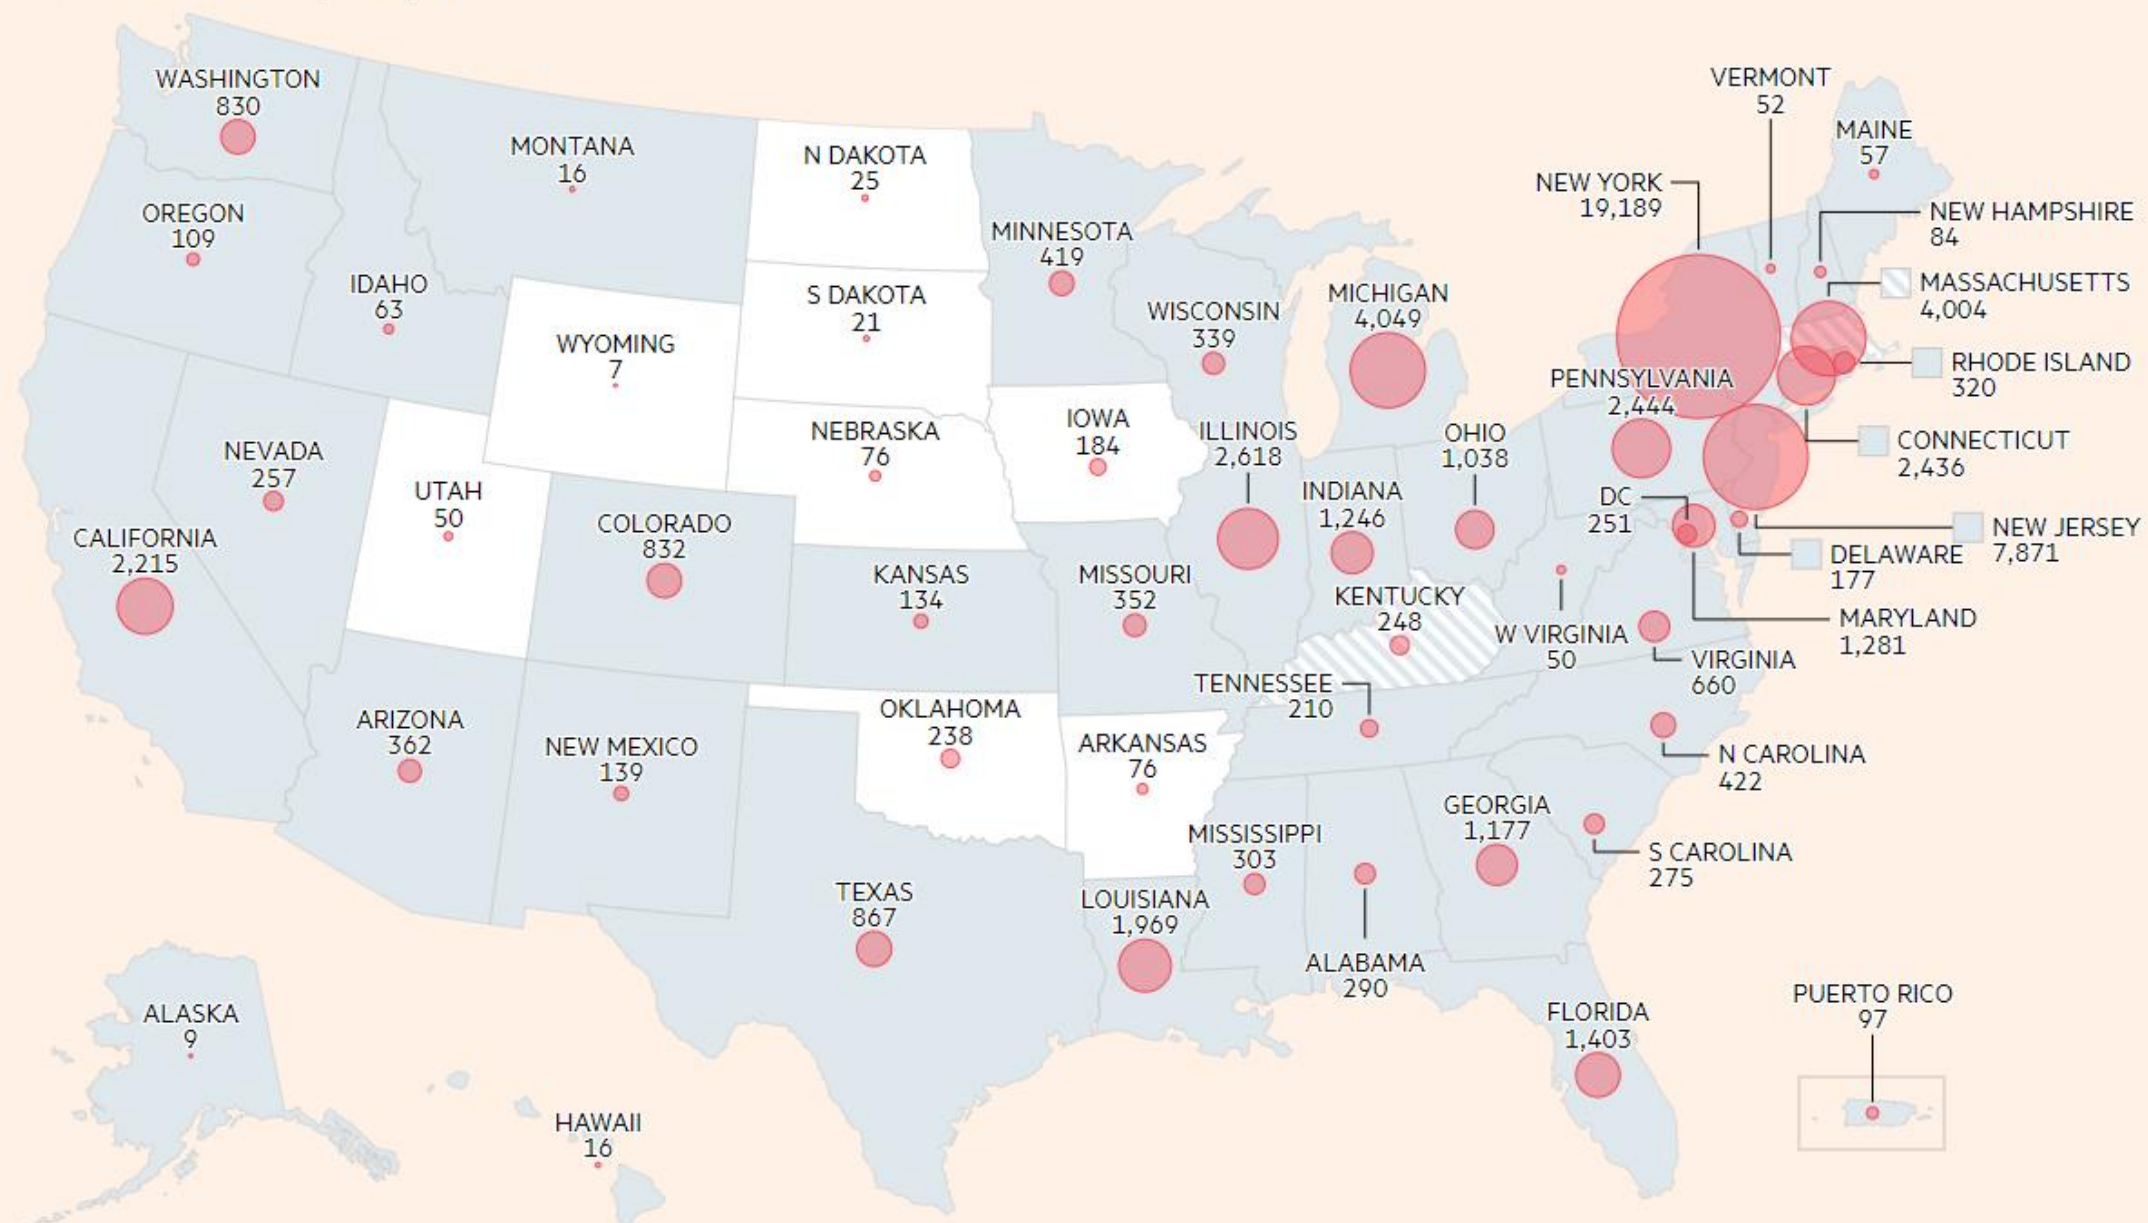 WASHINGTON
830
MONTANA
16
N DAKOTA
25
MINNESOTA
419
VERMONT
52
MAINE
57
NEW YORK
19,189
NEW HAMPSHIRE
84
OREGON
109
IDAHO
63
WYOMING
7
S DAKOTA
21
WISCONSIN
339
MICHIGAN
4,049
MASSACHUSETTS
4,004
RHODE ISLAND
320
PENNSYLVANIA
2,444
CONNECTICUT
2,436
NEVADA
257
UTAH
50
COLORADO
832
NEBRASKA
76
IOWA
184
ILLINOIS
2,618
INDIANA
1,246
OHIO
1,038
DC
251
NEW JERSEY
7,871
DELAWARE
177
MARYLAND
1,281
CALIFORNIA
2,215
KANSAS
134
MISSOURI
352
KENTUCKY
248
W VIRGINIA
50
VIRGINIA
660
TENNESSEE
210
N CAROLINA
422
ARIZONA
362
NEW MEXICO
139
OKLAHOMA
238
ARKANSAS
76
MISSISSIPPI
303
GEORGIA
1,177
S CAROLINA
275
TEXAS
867
LOUISIANA
1,969
ALABAMA
290
FLORIDA
1,403
PUERTO RICO
97
ALASKA
9
HAWAII
16